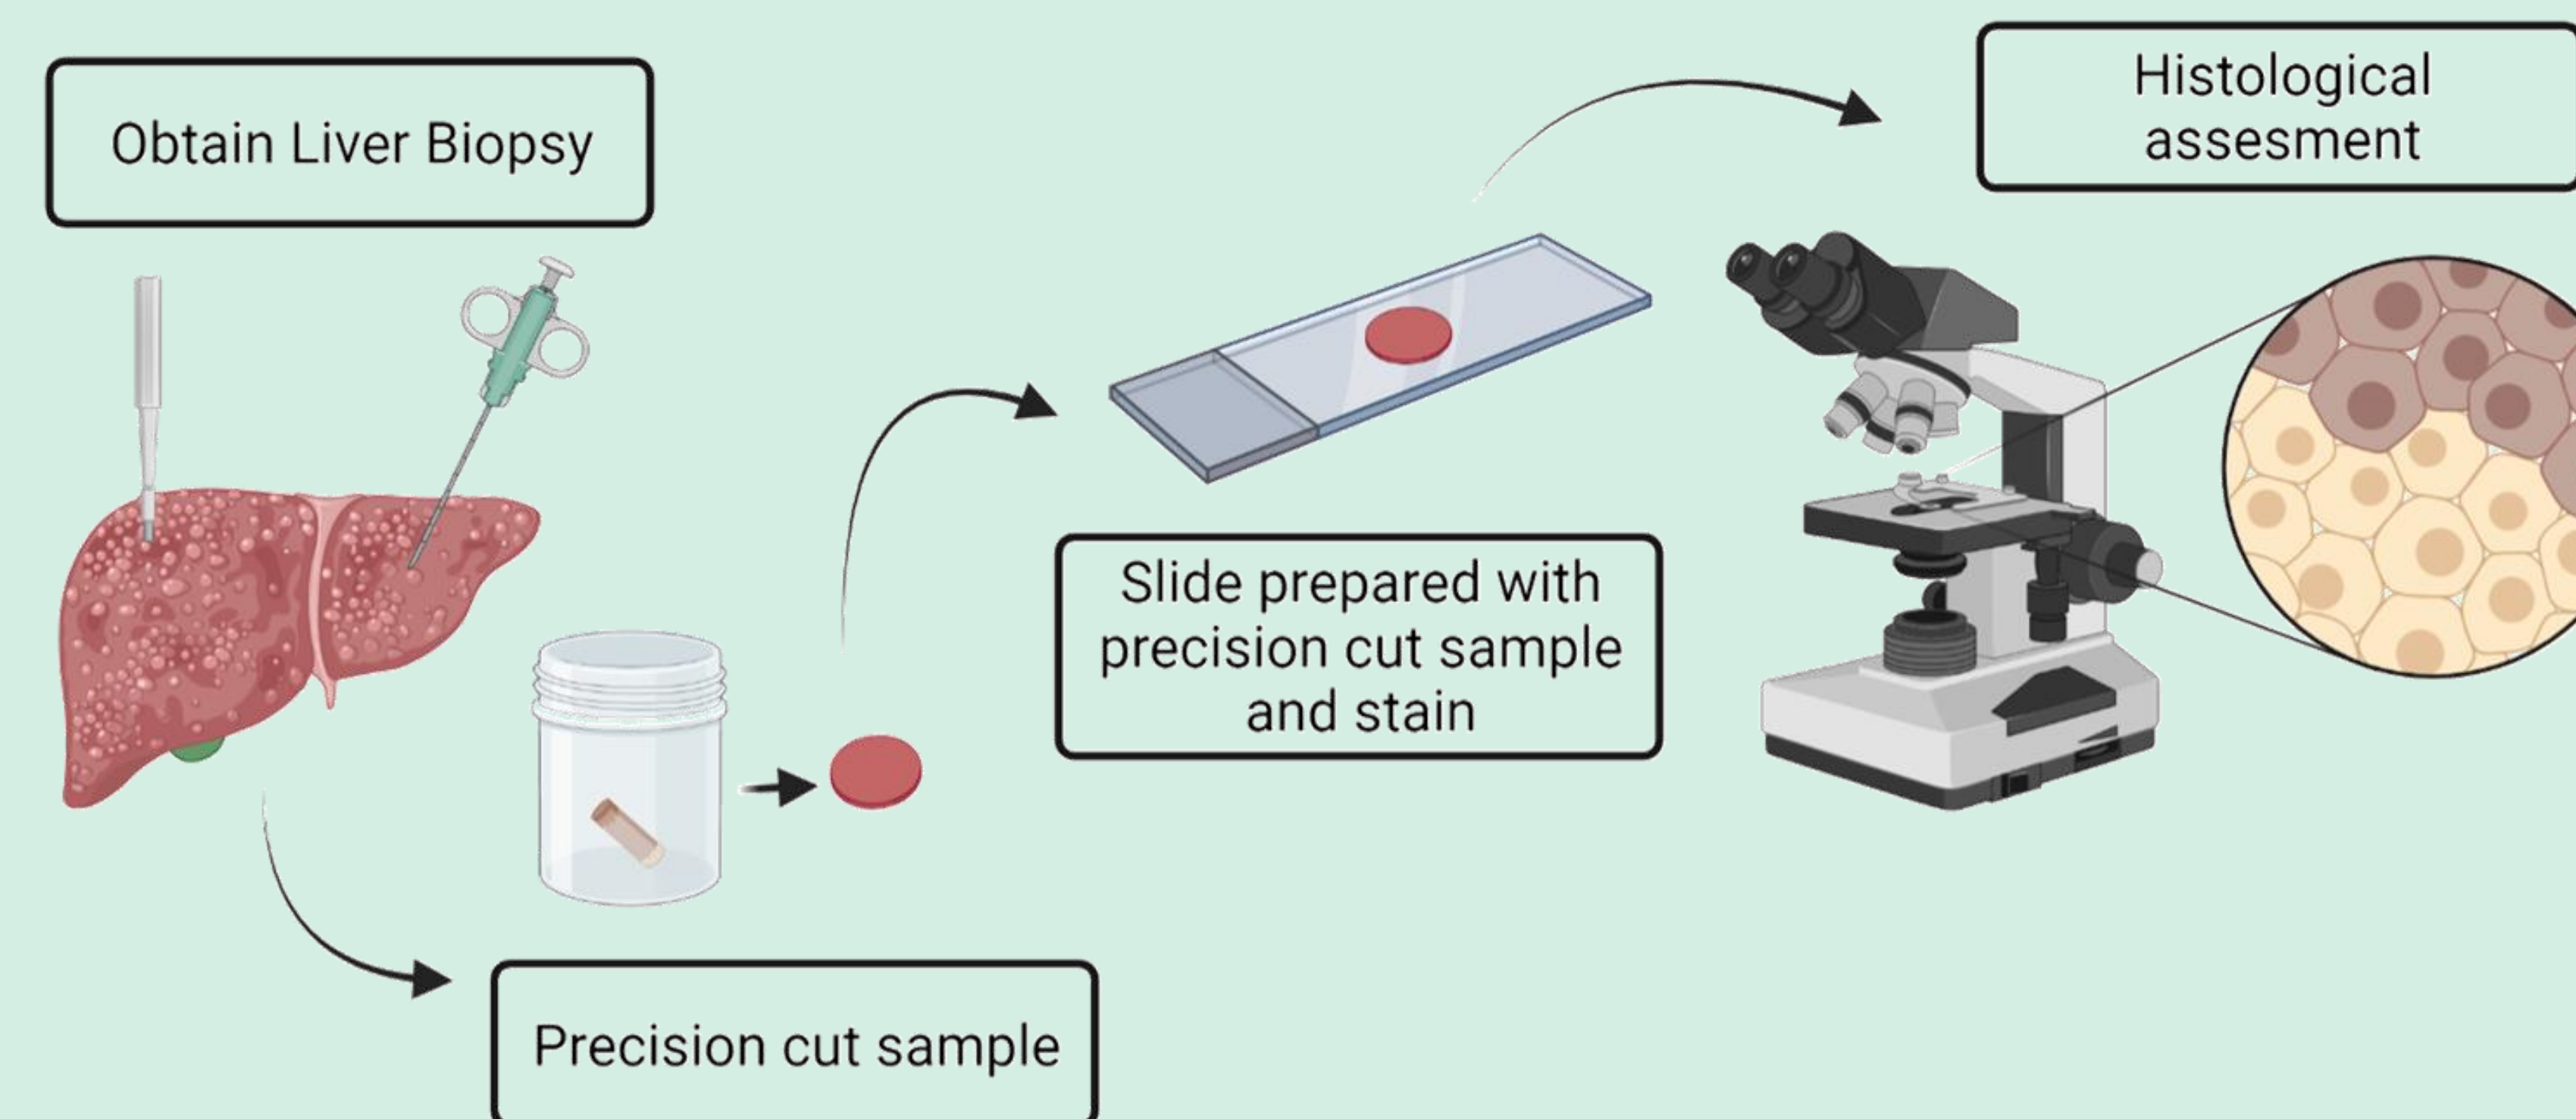 Obtain Liver Biopsy
Precision cut sample
Slide prepared with
precision cut sample
and stain
Histological
assesment